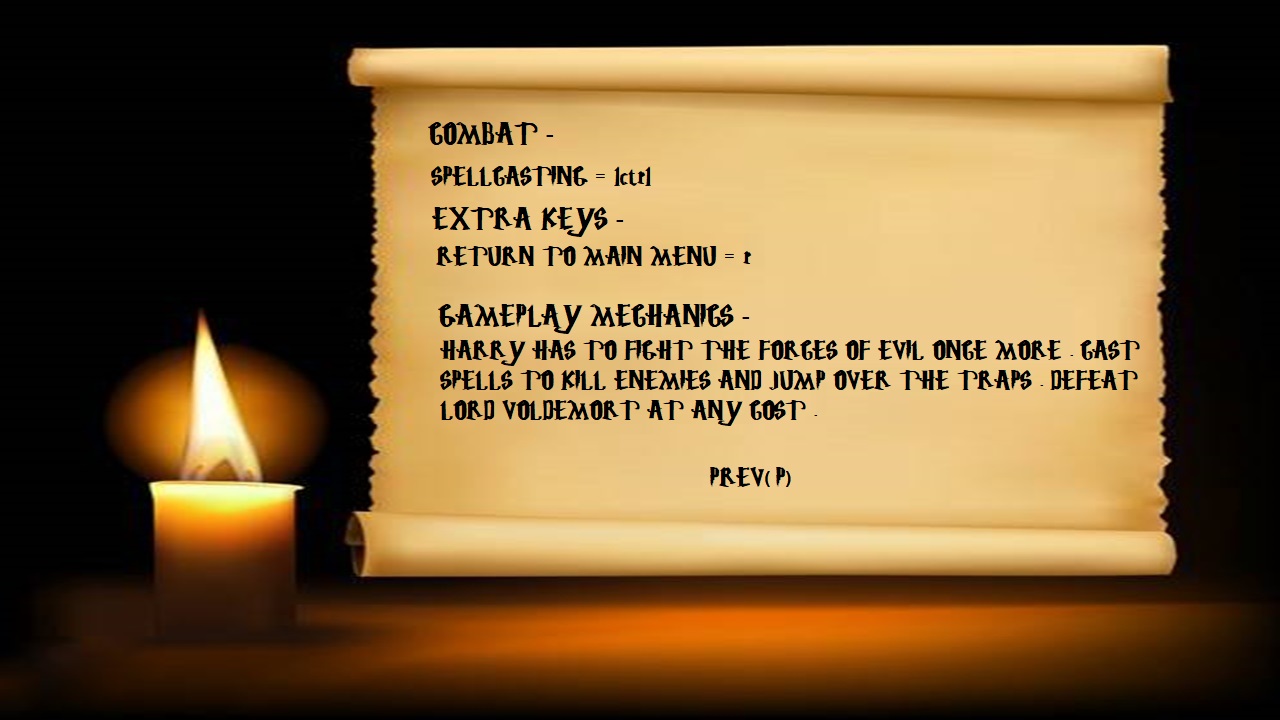 COMBAT -
SPELLCASTING = lctrl
EXTRA KEYS -
RETURN TO MAIN MENU = r
GAMEPLAY MECHANICS -
HARRY HAS TO FIGHT THE FORCES OF EVIL ONCE MORE . CAST
SPELLS TO KILL ENEMIES AND JUMP OVER THE TRAPS . DEFEAT
LORD VOLDEMORT AT ANY COST .
PREV( P)